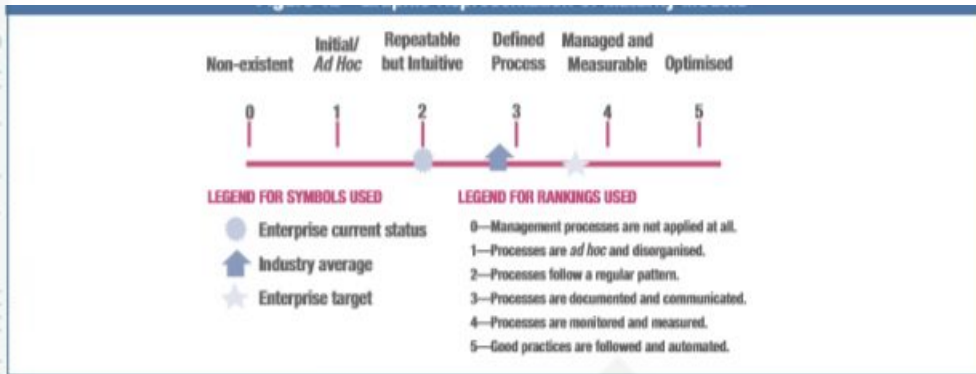 Non-existent
Initial/
Ad Hoc
Repeatable
but Intuitive
Defined
Process
Managed and
Measurable
Optimised
0 1 2 3 4 5
LEGEND FOR SYMBOLS USED
Enterprise current status
Industry average
Enterprise target
LEGEND FOR RANKINGS USED
0—Management processes are not applied at all.
1—Processes are ad hoc and disorganised.
2—Processes follow a regular pattern.
3—Processes are documented and communicated.
4—Processes are monitored and measured.
5—Good practices are followed and automated.